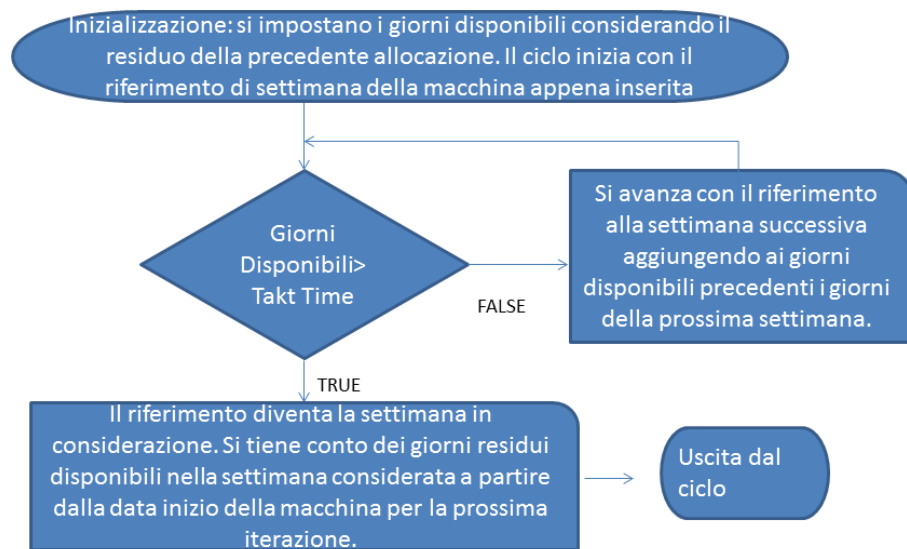 Inizializzazione: si impostano i giorni disponibili considerando il
residuo della precedente allocazione. Il ciclo inizia con il
riferimento di settimana della macchina appena inserita
Giorni
Disponibili>
Takt Time
FALSE
Si avanza con il riferimento
alla settimana successiva
aggiungendo ai giorni
disponibili precedenti i giorni
della prossima settimana.
TRUE
Il riferimento diventa la settimana in
considerazione. Si tiene conto dei giorni residui
disponibili nella settimana considerata a partire
dalla data inizio della macchina per la prossima
iterazione.
Uscita dal
ciclo